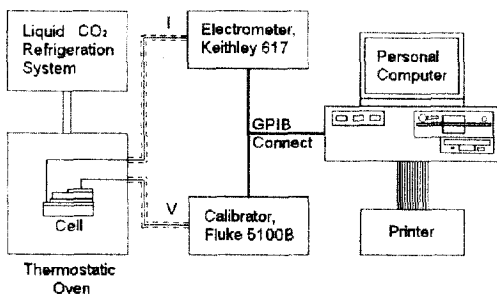 Liquid CO₂
Refrigeration
System
I
Electrometer,
Keithley 617
Personal
Computer
GPIB
Connect
V
Cell
Calibrator,
Fluke 5100B
Printer
Thermostatic
Oven